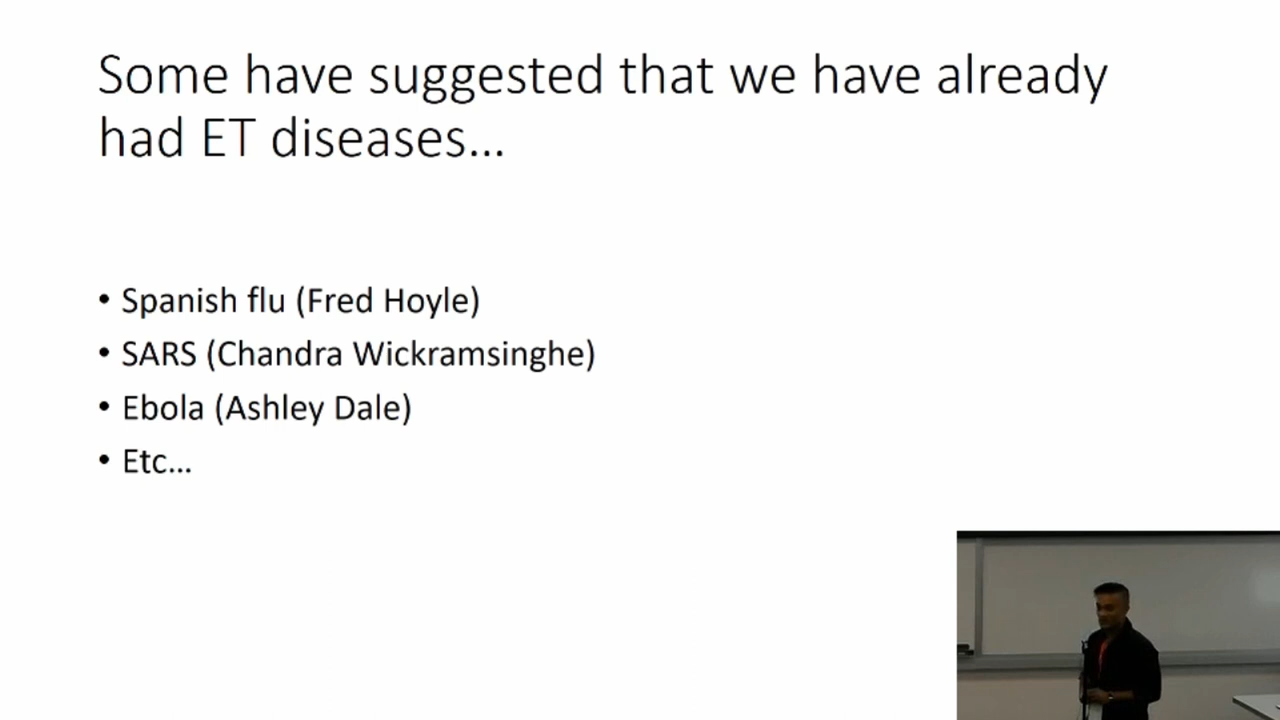 Some have suggested that we have already
had ET diseases...
• Spanish flu (Fred Hoyle)
• SARS (Chandra Wickramsinghe)
• Ebola (Ashley Dale)
• Etc...